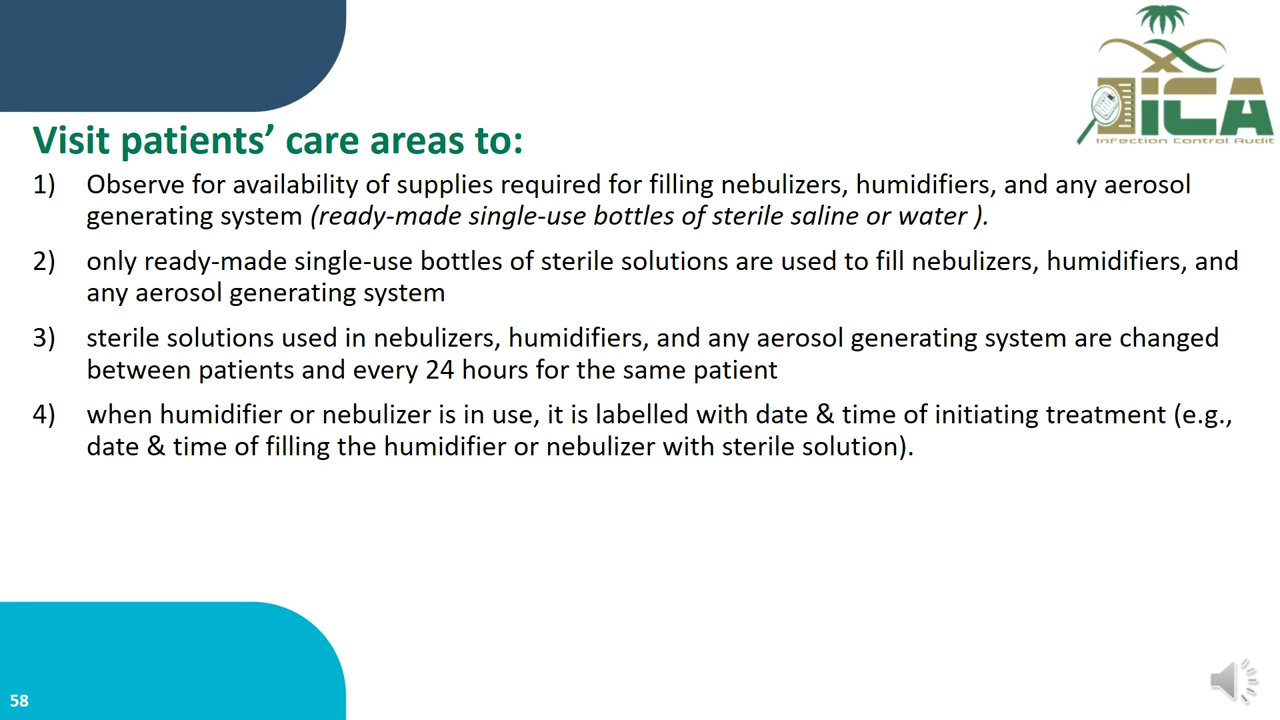 ICA
Infection Control Audit
Visit patients’ care areas to:
1) Observe for availability of supplies required for filling nebulizers, humidifiers, and any aerosol
generating system (ready-made single-use bottles of sterile saline or water ).
2) only ready-made single-use bottles of sterile solutions are used to fill nebulizers, humidifiers, and
any aerosol generating system
3) sterile solutions used in nebulizers, humidifiers, and any aerosol generating system are changed
between patients and every 24 hours for the same patient
4) when humidifier or nebulizer is in use, it is labelled with date & time of initiating treatment (e.g.,
date & time of filling the humidifier or nebulizer with sterile solution).
58